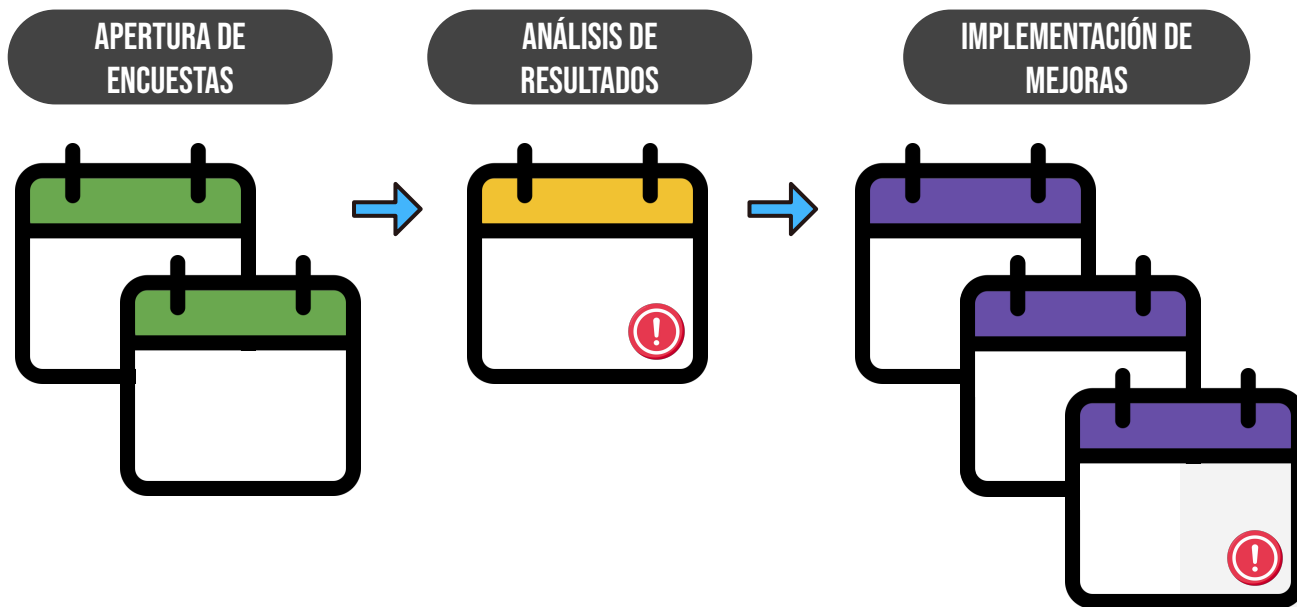 APERTURA DE
ENCUESTAS
ANÁLISIS DE
RESULTADOS
IMPLEMENTACIÓN DE
MEJORAS